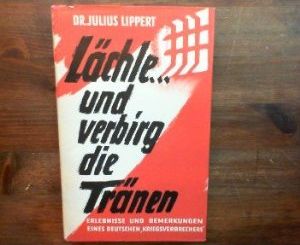 DR. JULIUS LIPPERT
Lächle...
und
verbirg
die
Tränen
ERLEBNISSE UND BEMERKUNGEN
EINES DEUTSCHEN „KRIEGSVERBRECHERS"